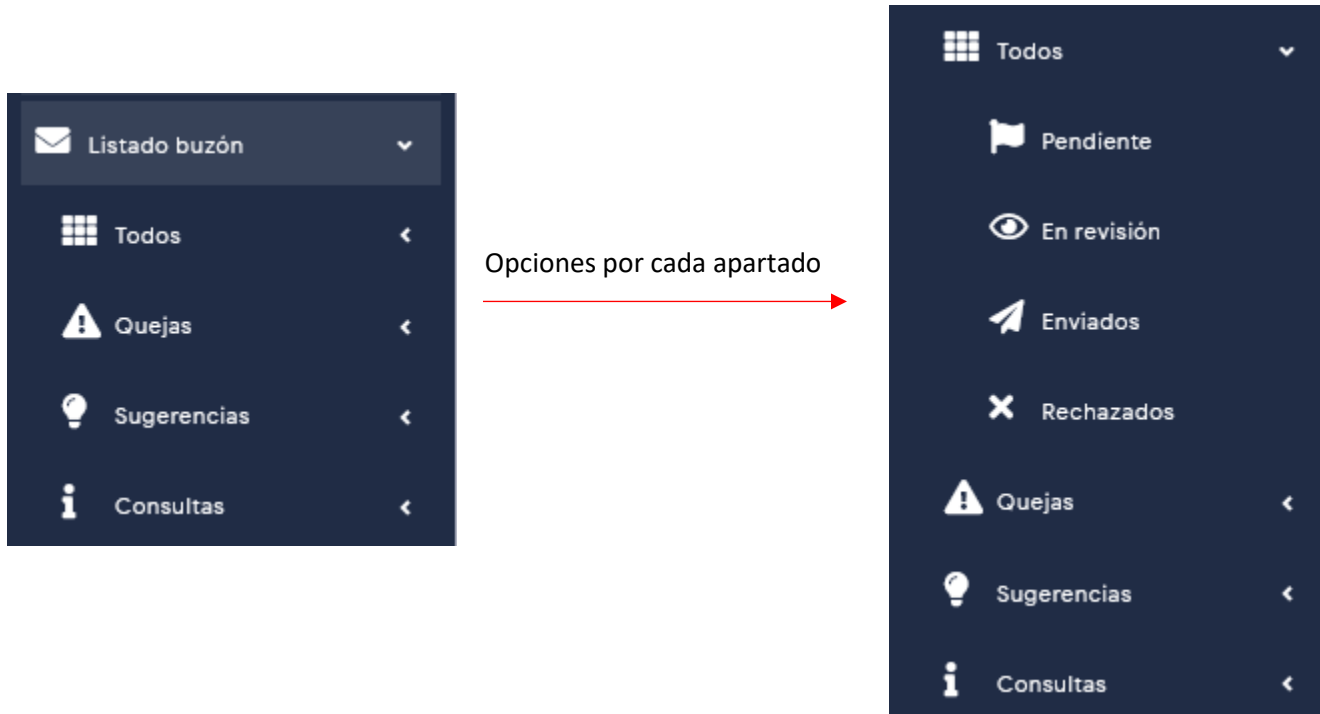 Listado buzón
Todos
Quejas
Sugerencias
Consultas
Opciones por cada apartado
Todos
Pendiente
En revisión
Enviados
Rechazados
Quejas
Sugerencias
Consultas